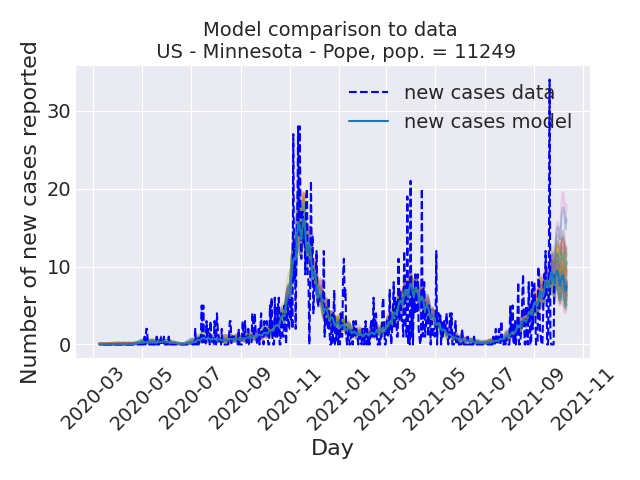 Model comparison to data
US - Minnesota - Pope, pop. = 11249
Number of new cases reported
30
20
10
0
new cases data
new cases model
2020-03
2020-05
2020-07
2020-09
2020-11
2021-01
2021-03
2021-05
2021-07
2021-09
2021-11
Day